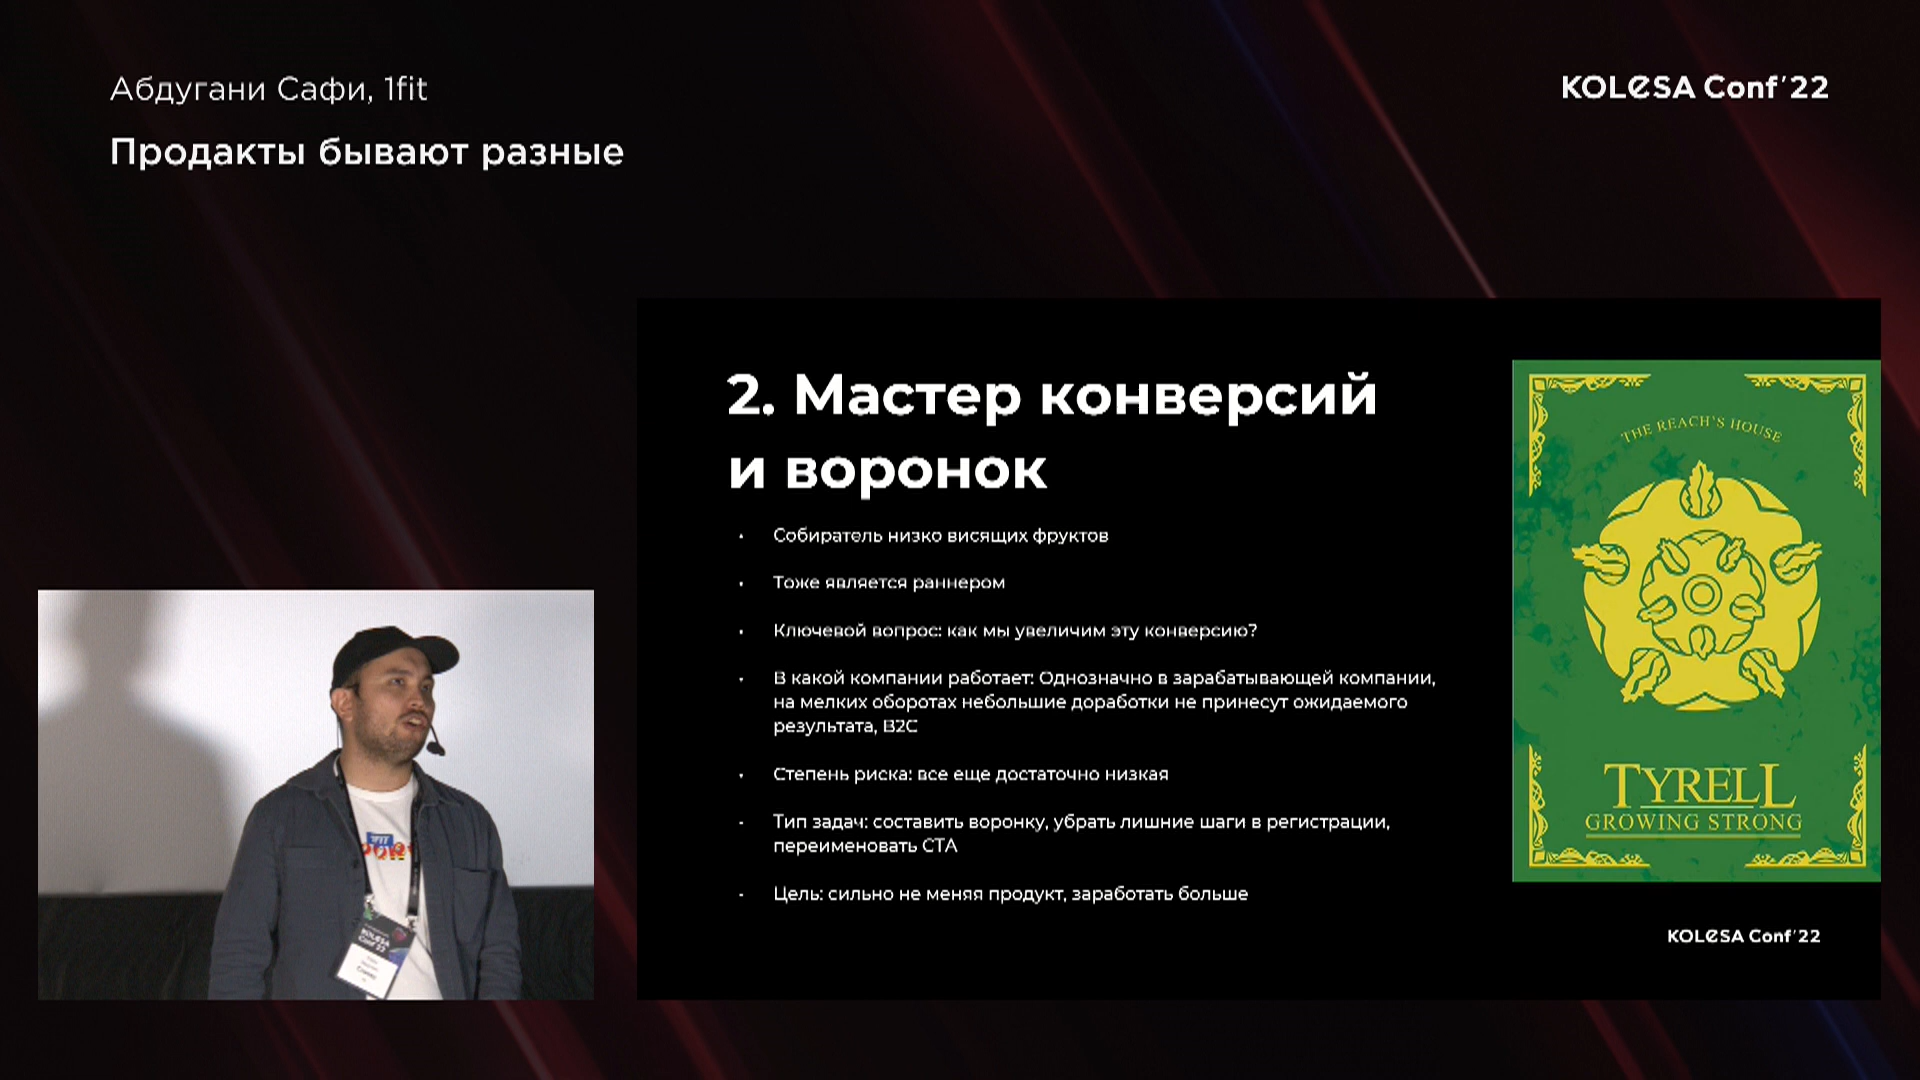 Абдугани Сафи, 1fit
KOLESA Conf'22
Продакты бывают разные
2. Мастер конверсий
и воронок
• Собиратель низко висящих фруктов
• Тоже является раннером
• Ключевой вопрос: как мы увеличим эту конверсию?
• В какой компании работает: Однозначно в зарабатывающей компании,
на мелких оборотах небольшие доработки не принесут ожидаемого
результата, B2C
• Степень риска: все еще достаточно низкая
• Тип задач: составить воронку, убрать лишние шаги в регистрации,
переименовать CTA
• Цель: сильно не меняя продукт, заработать больше
THE REACH'S HOUSE
TYRELL
GROWING STRONG
KOLESA Conf'22
KOLESA
Conf'22